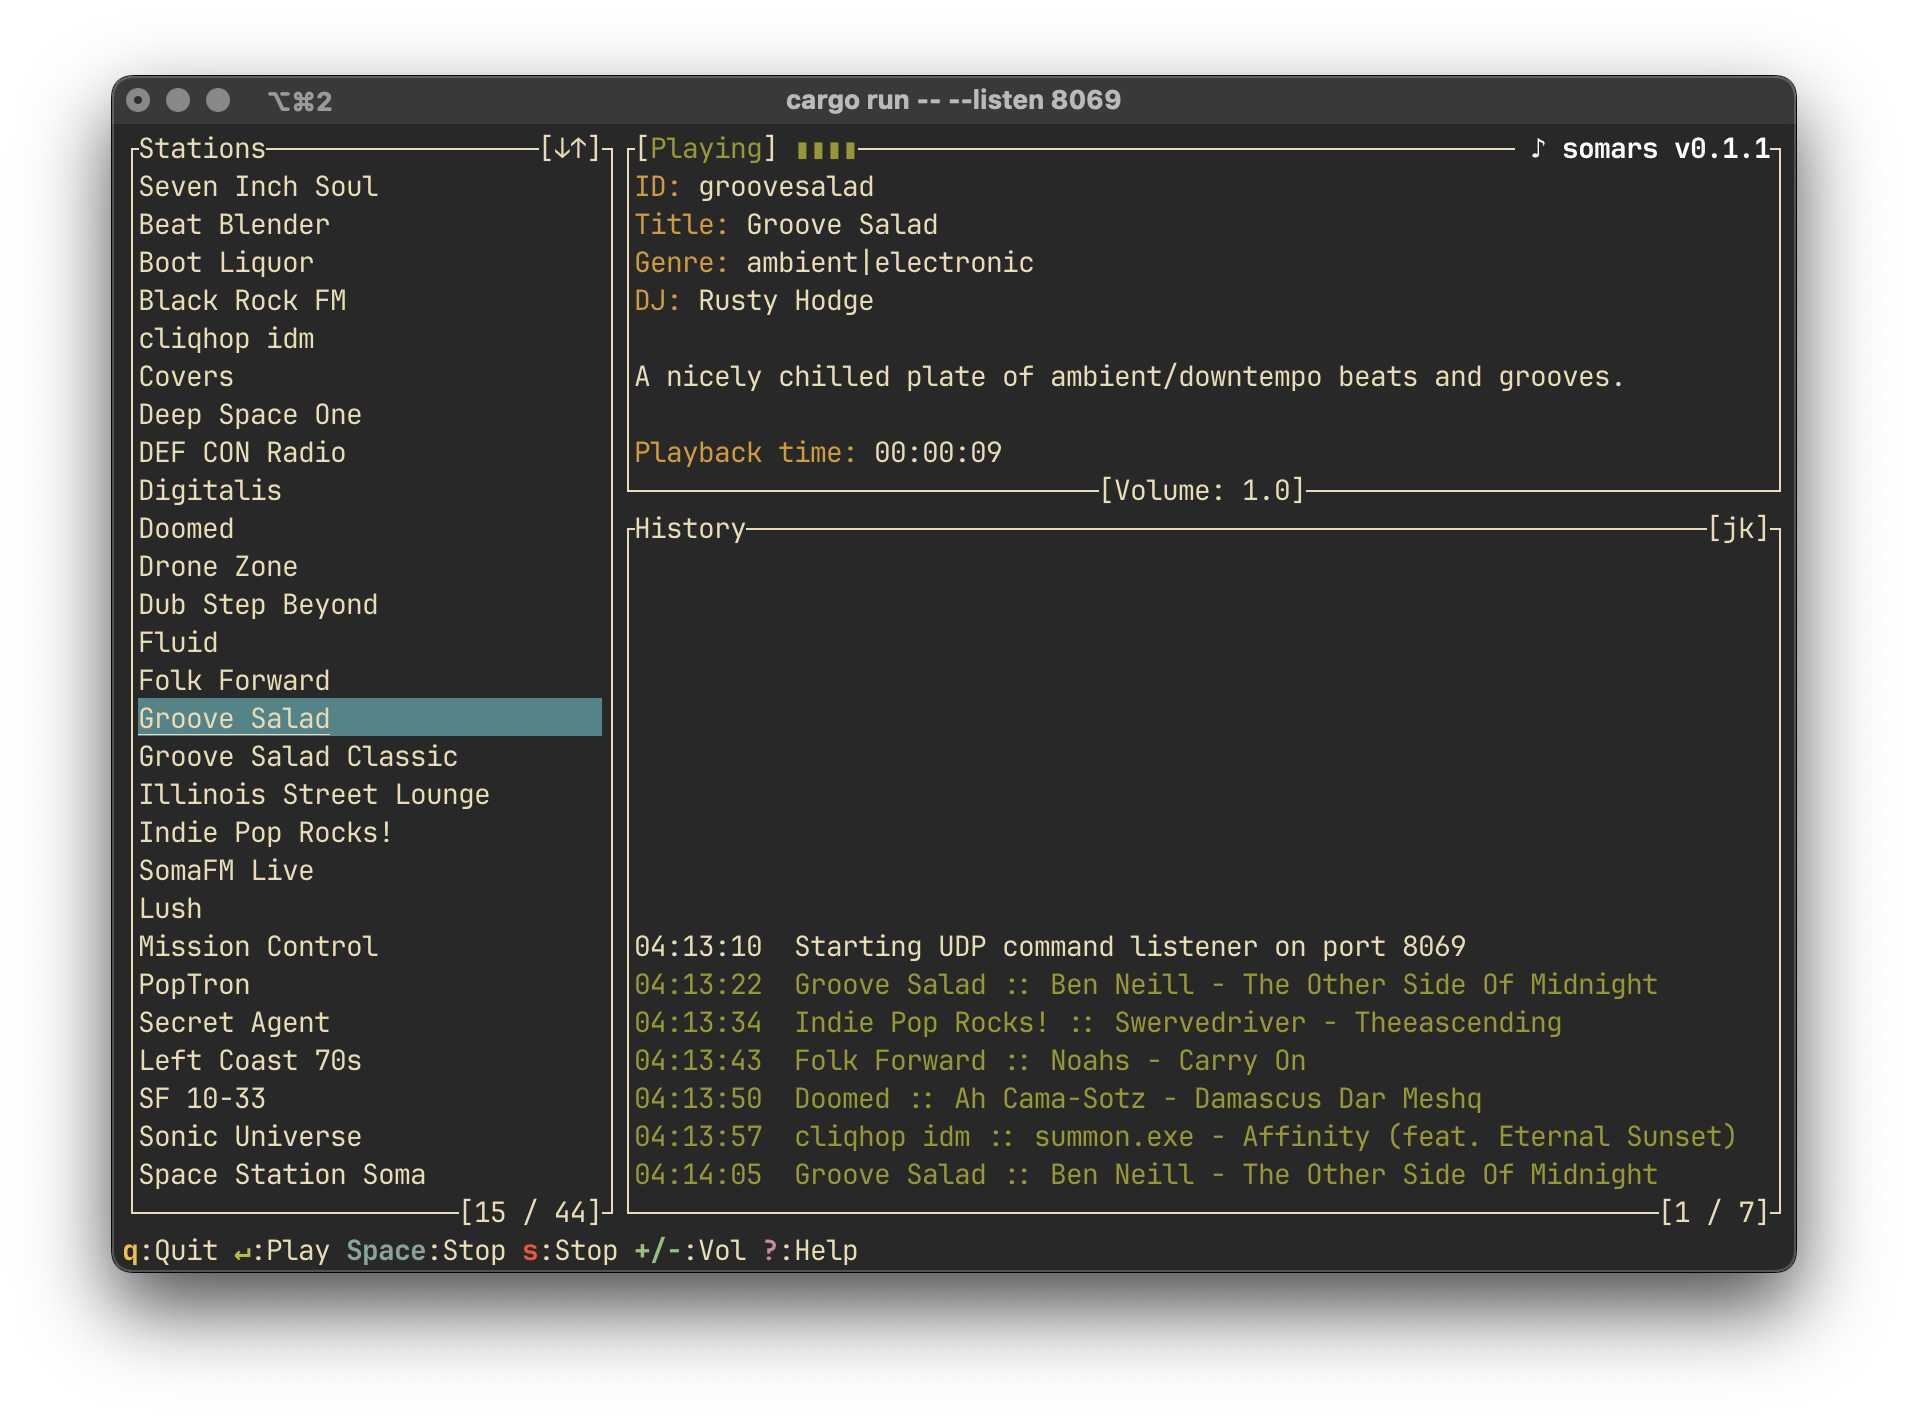 ⌥⌘2 cargo run -- --listen 8069
Stations [↓↑]
Seven Inch Soul
Beat Blender
Boot Liquor
Black Rock FM
cliqhop idm
Covers
Deep Space One
DEF CON Radio
Digitalis
Doomed
Drone Zone
Dub Step Beyond
Fluid
Folk Forward
Groove Salad
Groove Salad Classic
Illinois Street Lounge
Indie Pop Rocks!
SomaFM Live
Lush
Mission Control
PopTron
Secret Agent
Left Coast 70s
SF 10-33
Sonic Universe
Space Station Soma
[15 / 44]
[Playing] ♪ somars v0.1.1
ID: groovesalad
Title: Groove Salad
Genre: ambient|electronic
DJ: Rusty Hodge
A nicely chilled plate of ambient/downtempo beats and grooves.
Playback time: 00:00:09
[Volume: 1.0]
History [jk]
04:13:10 Starting UDP command listener on port 8069
04:13:22 Groove Salad :: Ben Neill - The Other Side Of Midnight
04:13:34 Indie Pop Rocks! :: Swervedriver - Theeascending
04:13:43 Folk Forward :: Noahs - Carry On
04:13:50 Doomed :: Ah Cama-Sotz - Damascus Dar Meshq
04:13:57 cliqhop idm :: summon.exe - Affinity (feat. Eternal Sunset)
04:14:05 Groove Salad :: Ben Neill - The Other Side Of Midnight
[1 / 7]
q:Quit ↵:Play Space:Stop s:Stop +/-:Vol ?:Help